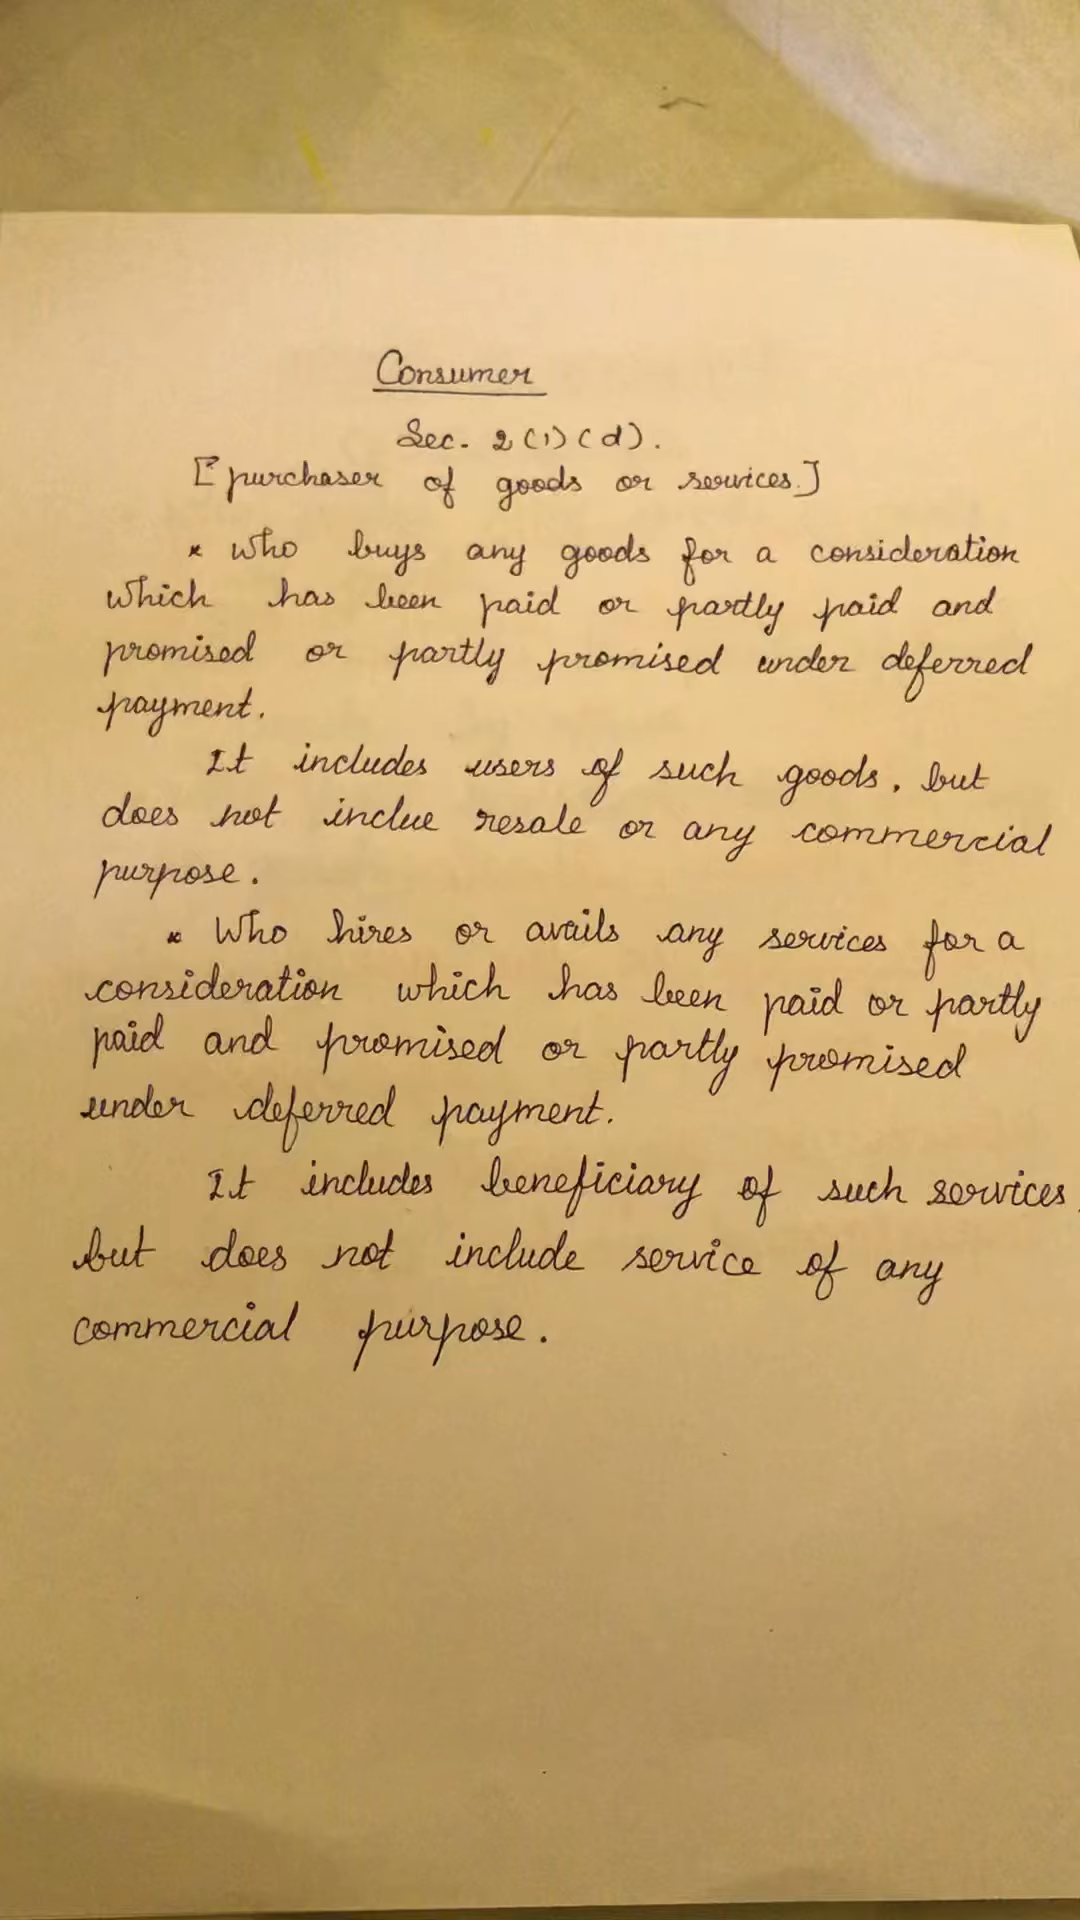 Consumer
Sec. 2(1)(d).
[purchaser of goods or services.]
* Who buys any goods for a consideration
which has been paid or partly paid and
promised or partly promised under deferred
payment.
It includes users of such goods, but
does not inclue resale or any commercial
purpose.
* Who hires or avails any services for a
consideration which has been paid or partly
paid and promised or partly promised
under deferred payment.
It includes beneficiary of such services,
but does not include service of any
commercial purpose.